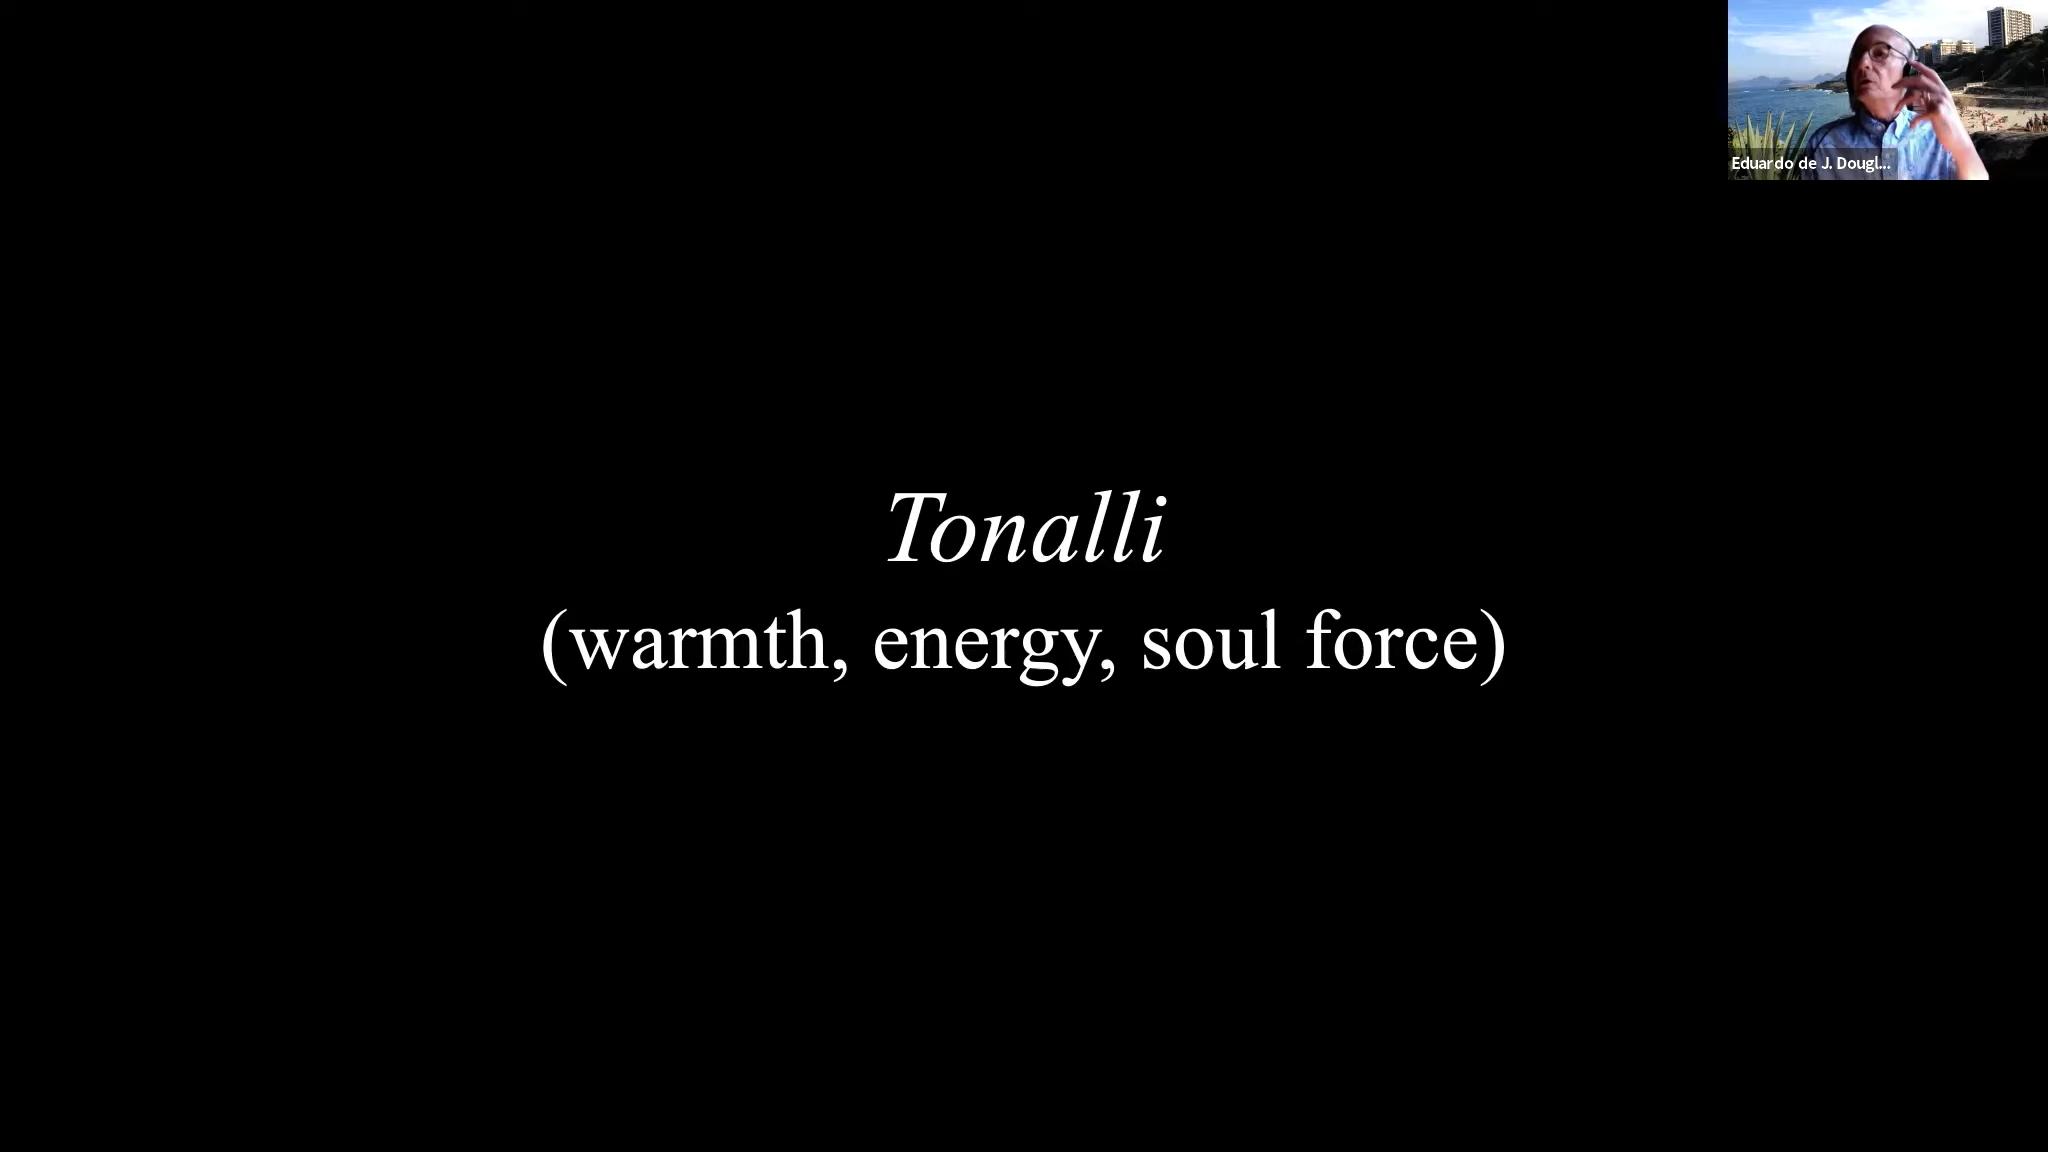 Eduardo de J. Dougl...
Tonalli
(warmth, energy, soul force)